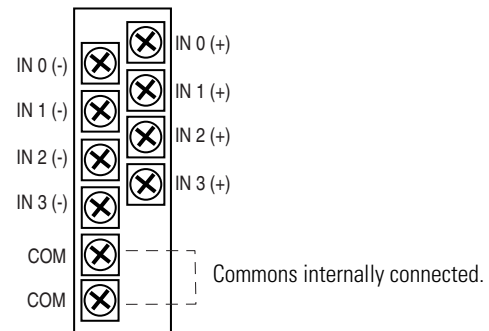 IN 0 (+)
IN 0 (-)
IN 1 (+)
IN 1 (-)
IN 2 (+)
IN 2 (-)
IN 3 (+)
IN 3 (-)
COM
Commons internally connected.
COM